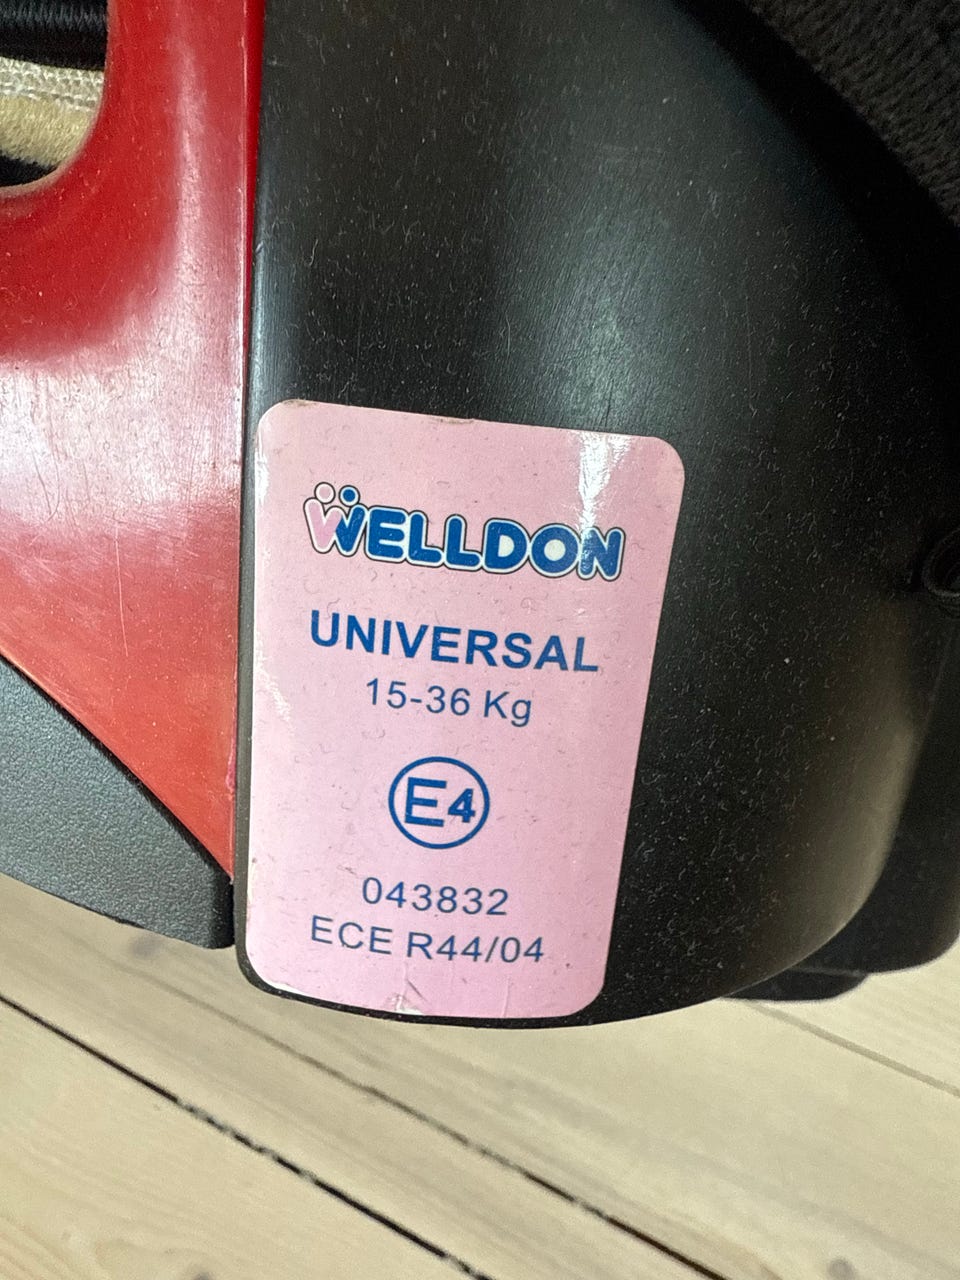 WELLDON
UNIVERSAL
15-36 Kg
E4
043832
ECE R44/04